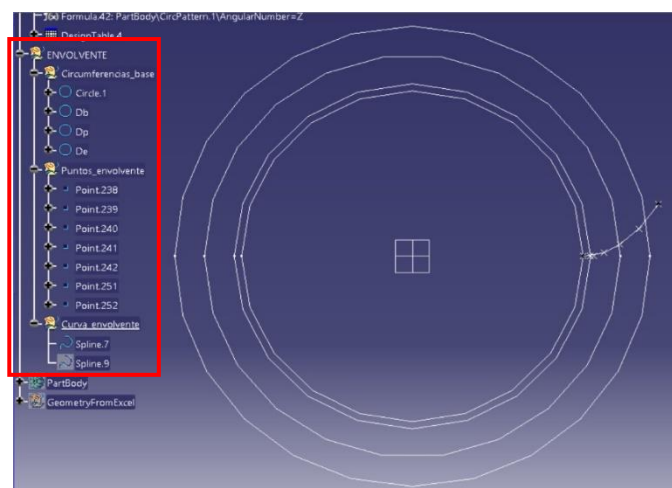 Formula.42: PartBody\CircPattern.1\AngularNumber=Z
DesignTable.4
ENVOLVENTE
Circumferencias_base
Circle.1
Db
Dp
De
Puntos_envolvente
Point.238
Point.239
Point.240
Point.241
Point.242
Point.251
Point.252
Curva_envolvente
Spline.7
Spline.9
PartBody
GeometryFromExcel